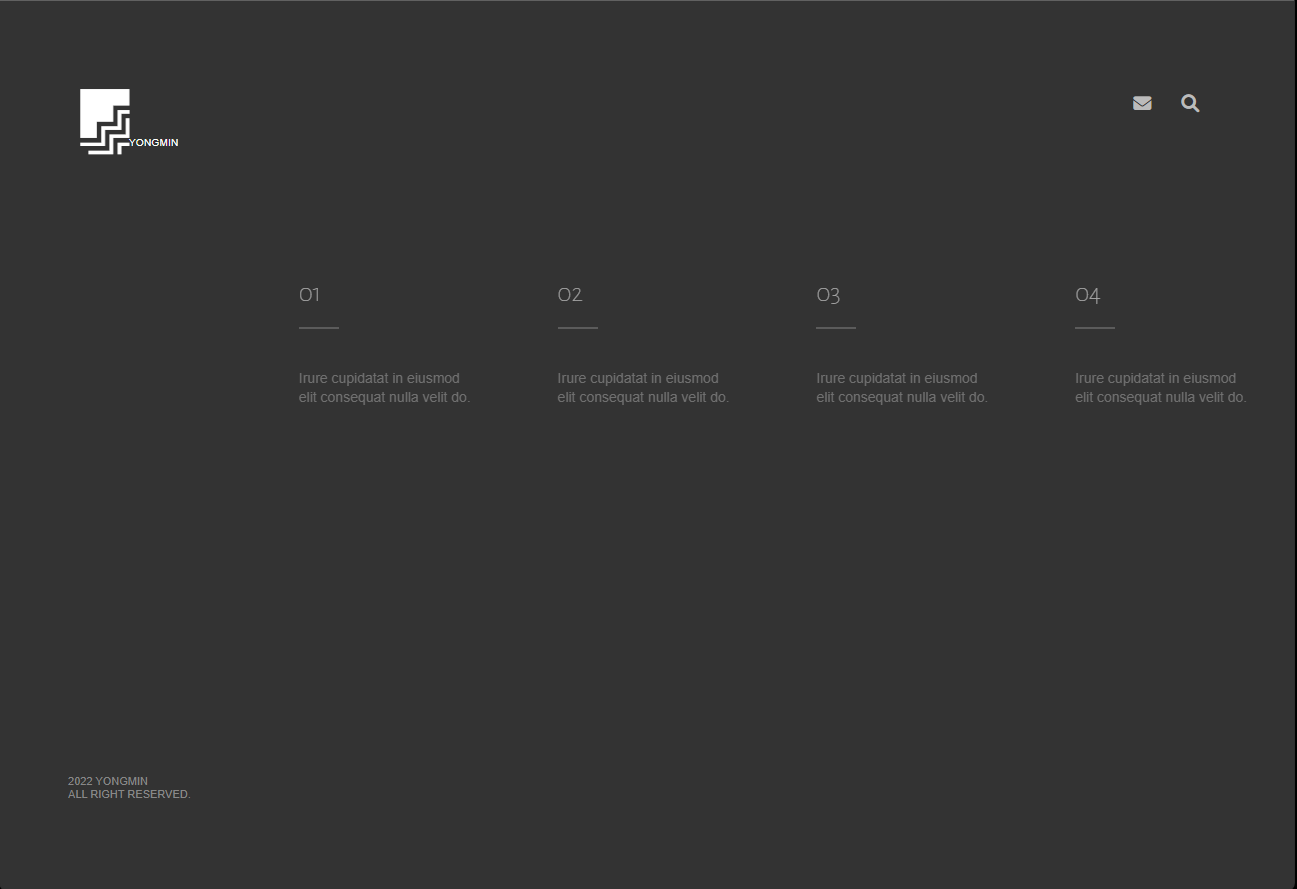 YONGMIN
01
02
03
04
Irure cupidatat in eiusmod
elit consequat nulla velit do.
Irure cupidatat in eiusmod
elit consequat nulla velit do.
Irure cupidatat in eiusmod
elit consequat nulla velit do.
Irure cupidatat in eiusmod
elit consequat nulla velit do.
2022 YONGMIN
ALL RIGHT RESERVED.